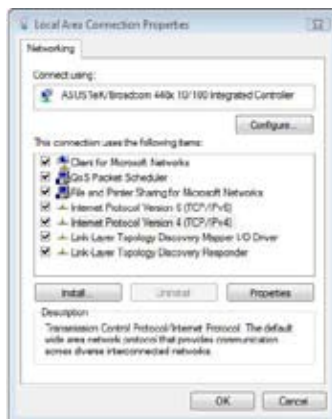 Local Area Connection Properties
Networking
Connect using:
ASUSTeK/Broadcom 440x 10/100 Integrated Controller
Configure...
This connection uses the following items:
Client for Microsoft Networks
QoS Packet Scheduler
File and Printer Sharing for Microsoft Networks
Internet Protocol Version 6 (TCP/IPv6)
Internet Protocol Version 4 (TCP/IPv4)
Link-Layer Topology Discovery Mapper I/O Driver
Link-Layer Topology Discovery Responder
Install...
Uninstall
Properties
Description
Transmission Control Protocol/Internet Protocol. The default
wide area network protocol that provides communication
across diverse interconnected networks.
OK
Cancel